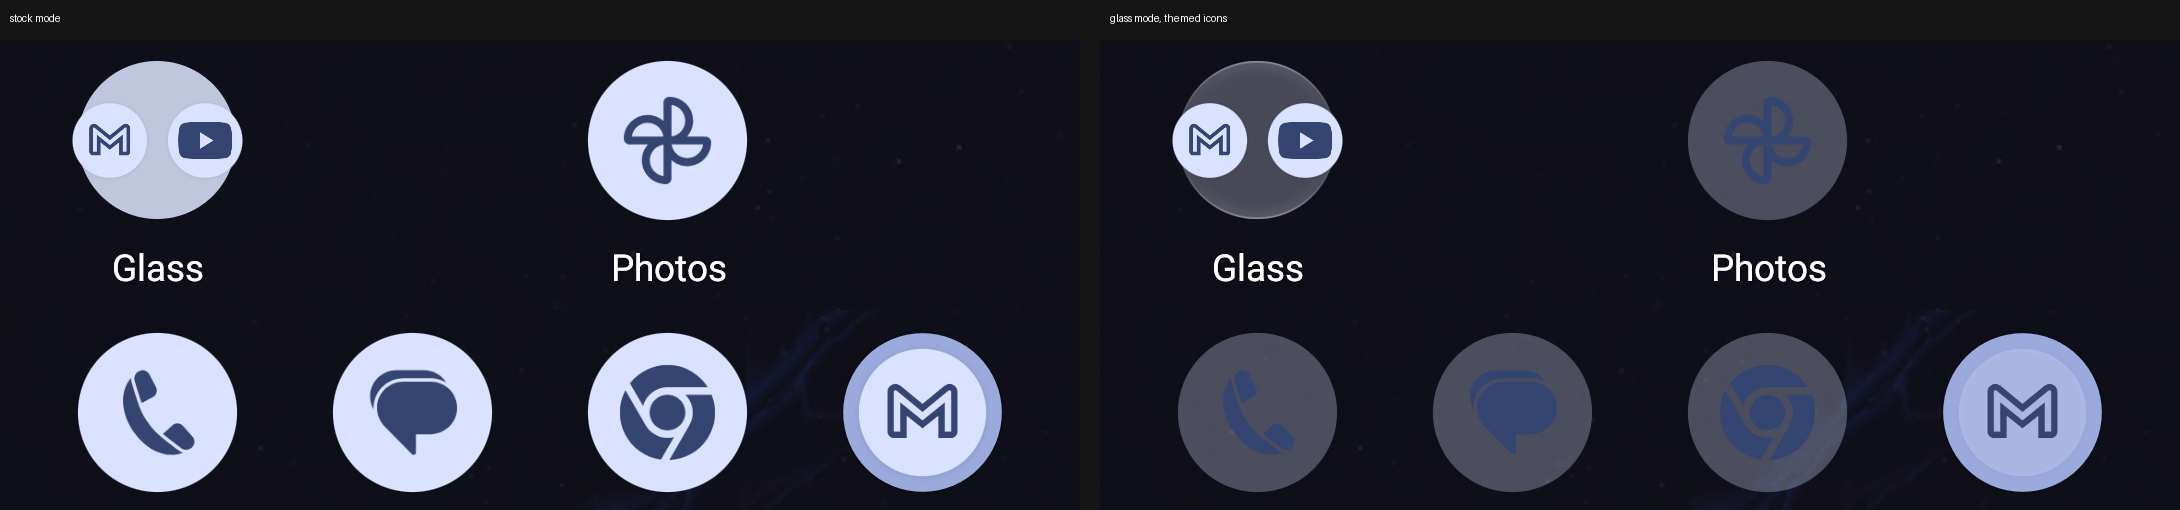 stock mode
glass mode, themed icons
Glass
Photos
Glass
Photos